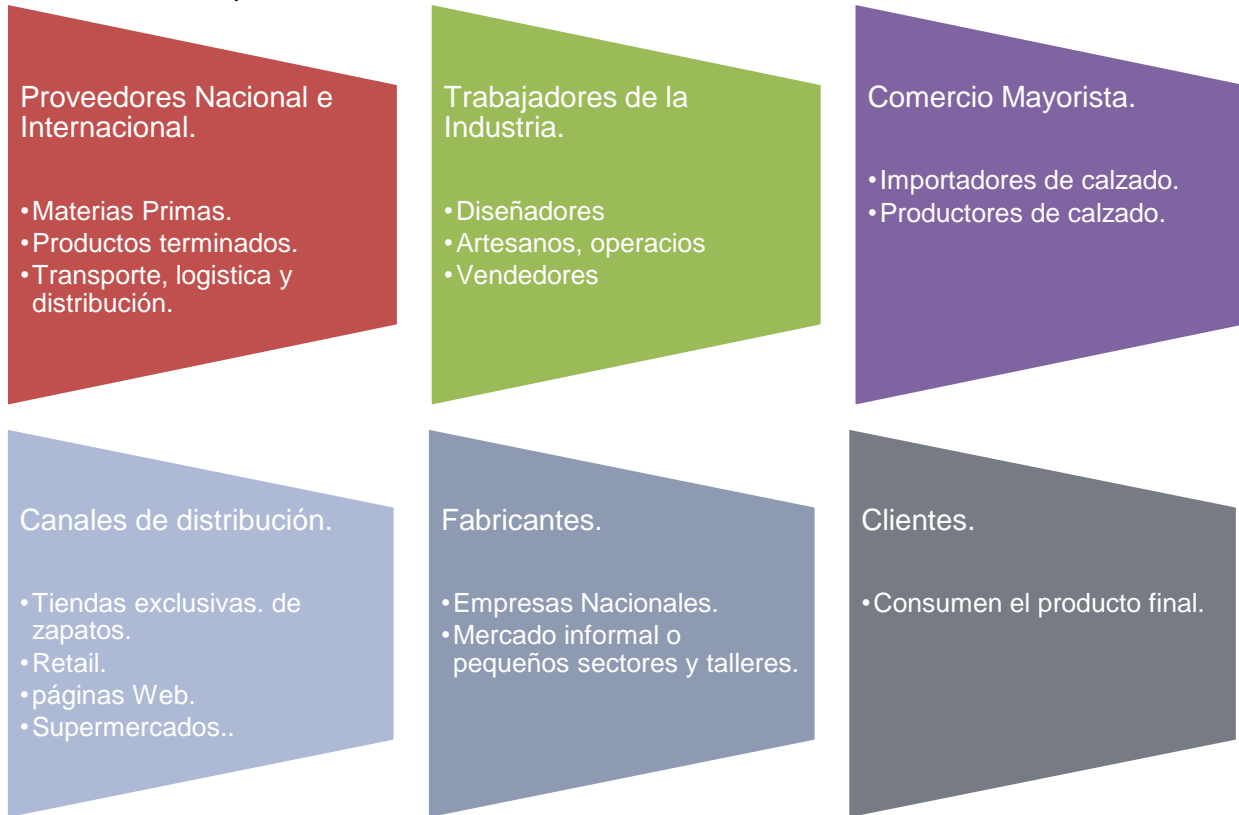 Proveedores Nacional e
Internacional.
•Materias Primas.
•Productos terminados.
•Transporte, logistica y
distribución.
Trabajadores de la
Industria.
•Diseñadores
•Artesanos, operacios
•Vendedores
Comercio Mayorista.
•Importadores de calzado.
•Productores de calzado.
Canales de distribución.
•Tiendas exclusivas. de
zapatos.
•Retail.
•páginas Web.
•Supermercados..
Fabricantes.
•Empresas Nacionales.
•Mercado informal o
pequeños sectores y talleres.
Clientes.
•Consumen el producto final.